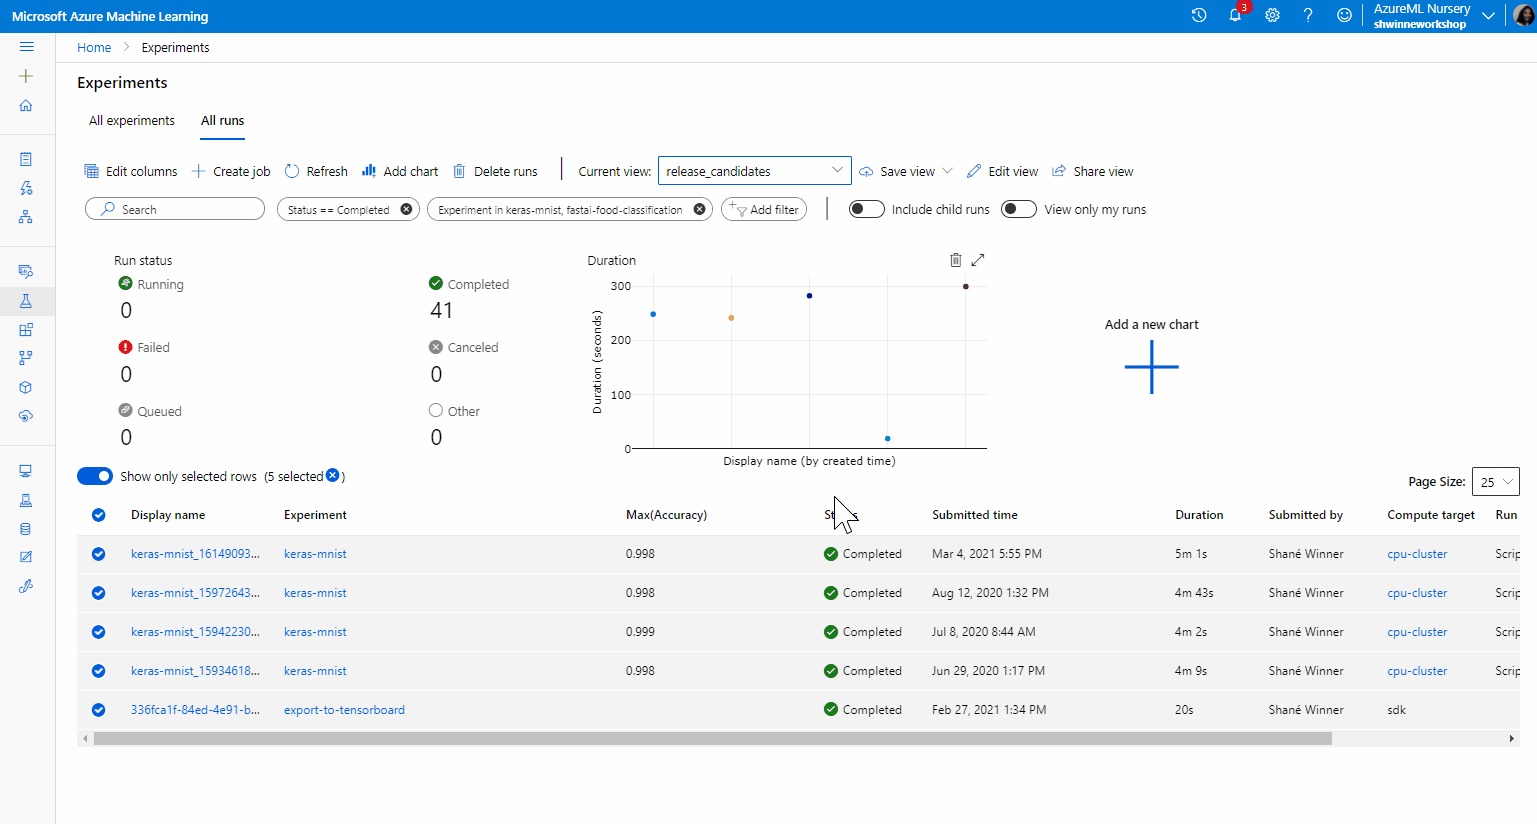 Microsoft Azure Machine Learning
3
AzureML Nursery
shwinneworkshop
Home > Experiments
Experiments
All experiments All runs
Edit columns Create job Refresh Add chart Delete runs Current view: release_candidates Save view Edit view Share view
Search Status == Completed Experiment in keras-mnist, fastai-food-classification Add filter Include child runs View only my runs
Run status
Running Completed
0 41
Failed Canceled
0 0
Queued Other
0 0
Duration
300
200
100
0
Duration (seconds)
Display name (by created time)
Add a new chart
Show only selected rows (5 selected )
Page Size: 25
Display name Experiment Max(Accuracy) Submitted time Duration Submitted by Compute target Run
keras-mnist_16149093... keras-mnist 0.998 Completed Mar 4, 2021 5:55 PM 5m 1s Shané Winner cpu-cluster Scrip
keras-mnist_15972643... keras-mnist 0.998 Completed Aug 12, 2020 1:32 PM 4m 43s Shané Winner cpu-cluster Scrip
keras-mnist_15942230... keras-mnist 0.999 Completed Jul 8, 2020 8:44 AM 4m 2s Shané Winner cpu-cluster Scrip
keras-mnist_15934618... keras-mnist 0.998 Completed Jun 29, 2020 1:17 PM 4m 9s Shané Winner cpu-cluster Scrip
336fca1f-84ed-4e91-b... export-to-tensorboard Completed Feb 27, 2021 1:34 PM 20s Shané Winner sdk